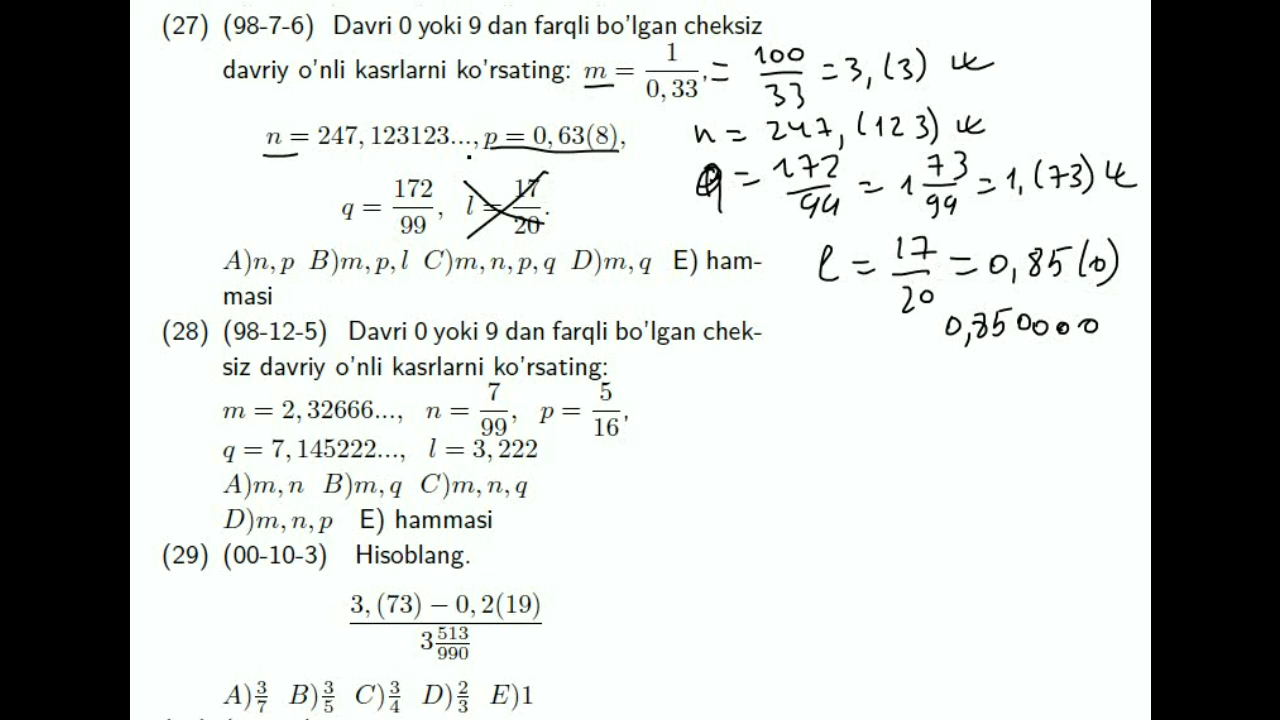 (27) (98-7-6) Davri 0 yoki 9 dan farqli bo'lgan cheksiz
davriy o'nli kasrlarni ko'rsating: m = 1/0,33,
n = 247,123123..., p = 0,63(8),
q = 172/99, l = 17/20.
A)n,p B)m,p,l C)m,n,p,q D)m,q E) ham-
masi
= 100/33 = 3,(3)
n = 247,(123)
q = 172/99 = 1 73/99 = 1,(73)
l = 17/20 = 0,85(0)
0,850000
(28) (98-12-5) Davri 0 yoki 9 dan farqli bo'lgan chek-
siz davriy o'nli kasrlarni ko'rsating:
m = 2,32666..., n = 7/99, p = 5/16,
q = 7,145222..., l = 3,222
A)m,n B)m,q C)m,n,q
D)m,n,p E) hammasi
(29) (00-10-3) Hisoblang.
3,(73) − 0,2(19)
3 513/990
A)3/7 B)3/5 C)3/4 D)2/3 E)1